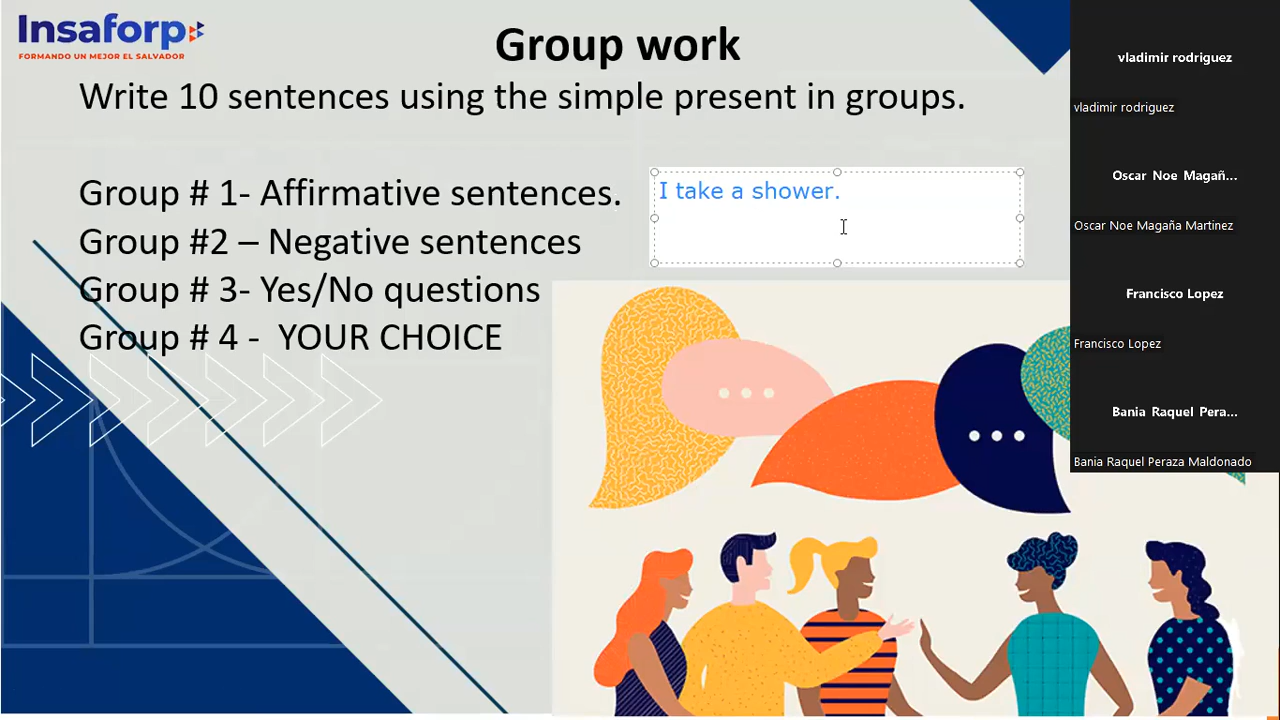 Insaforp
FORMANDO UN MEJOR EL SALVADOR
Group work
Write 10 sentences using the simple present in groups.
Group # 1- Affirmative sentences.
I take a shower.
Group #2 – Negative sentences
Group # 3- Yes/No questions
Group # 4 - YOUR CHOICE
vladimir rodriguez
vladimir rodriguez
Oscar Noe Magañ...
Oscar Noe Magaña Martinez
Francisco Lopez
Francisco Lopez
Bania Raquel Pera...
Bania Raquel Peraza Maldonado